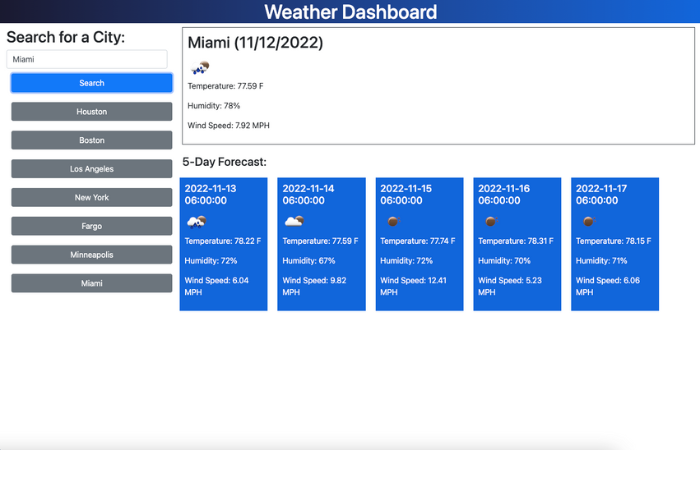 Weather Dashboard
Search for a City:
Miami
Search
Houston
Boston
Los Angeles
New York
Fargo
Minneapolis
Miami
Miami (11/12/2022)
Temperature: 77.59 F
Humidity: 78%
Wind Speed: 7.92 MPH
5-Day Forecast:
2022-11-13
06:00:00
Temperature: 78.22 F
Humidity: 72%
Wind Speed: 6.04
MPH
2022-11-14
06:00:00
Temperature: 77.59 F
Humidity: 67%
Wind Speed: 9.82
MPH
2022-11-15
06:00:00
Temperature: 77.74 F
Humidity: 72%
Wind Speed: 12.41
MPH
2022-11-16
06:00:00
Temperature: 78.31 F
Humidity: 70%
Wind Speed: 5.23
MPH
2022-11-17
06:00:00
Temperature: 78.15 F
Humidity: 71%
Wind Speed: 6.06
MPH